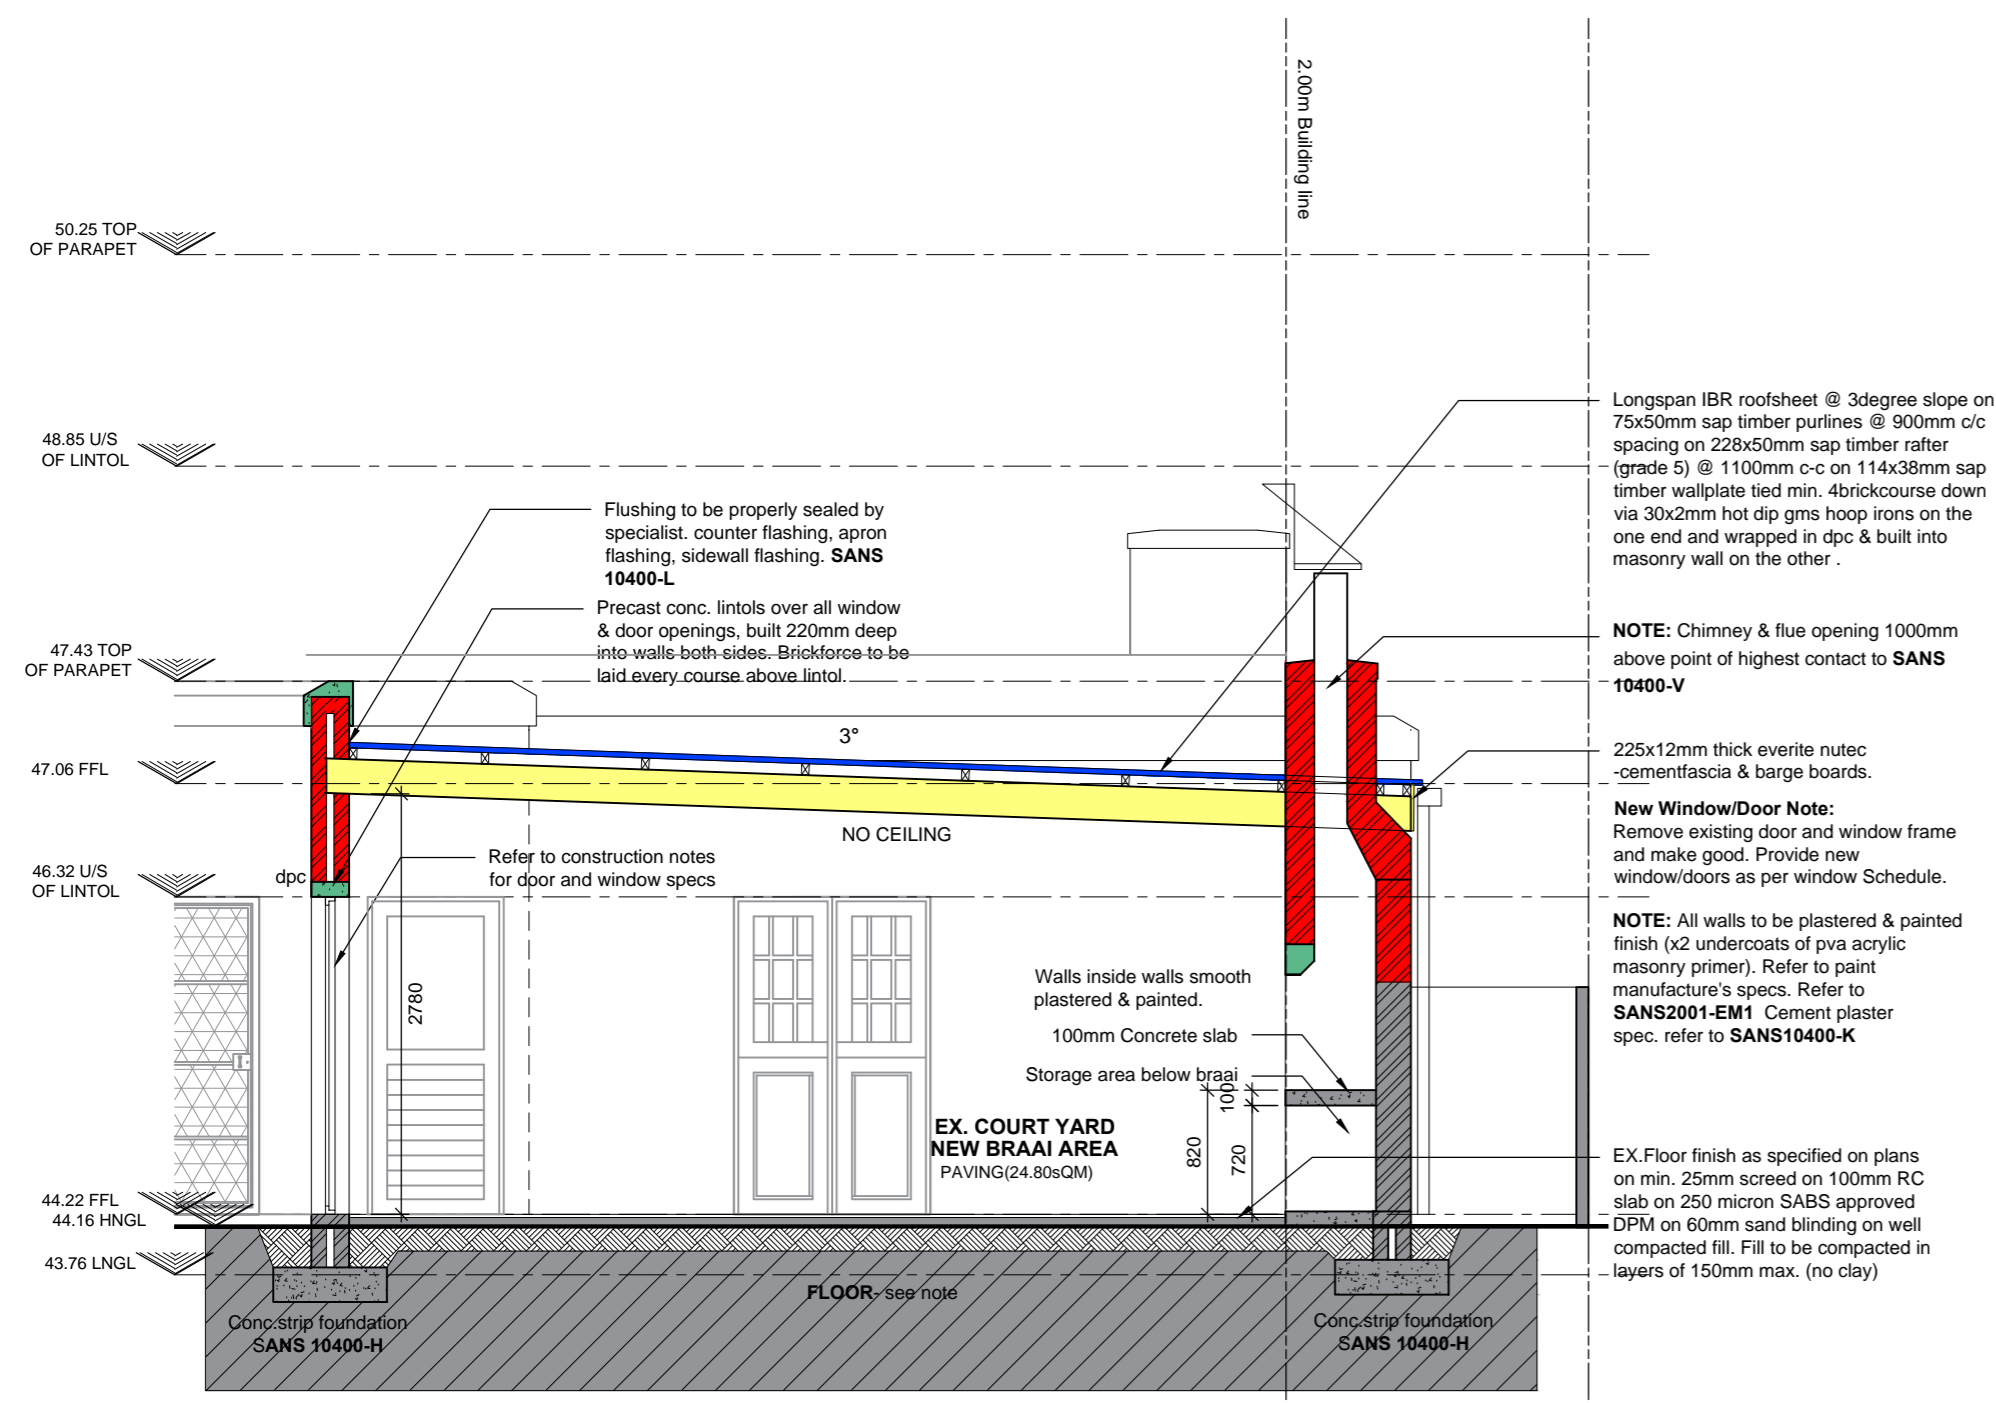 2.00m Building line
50.25 TOP
OF PARAPET
48.85 U/S
OF LINTOL
47.43 TOP
OF PARAPET
47.06 FFL
46.32 U/S
OF LINTOL
44.22 FFL
44.16 HNGL
43.76 LNGL
Flushing to be properly sealed by
specialist. counter flashing, apron
flashing, sidewall flashing. SANS
10400-L
Precast conc. lintols over all window
& door openings, built 220mm deep
into walls both sides. Brickforce to be
laid every course above lintol.
3°
NO CEILING
dpc
Refer to construction notes
for door and window specs
2780
Walls inside walls smooth
plastered & painted.
100mm Concrete slab
Storage area below braai
100
820
720
EX. COURT YARD
NEW BRAAI AREA
PAVING(24.80sQM)
FLOOR- see note
Conc.strip foundation
SANS 10400-H
Conc.strip foundation
SANS 10400-H
Longspan IBR roofsheet @ 3degree slope on
75x50mm sap timber purlines @ 900mm c/c
spacing on 228x50mm sap timber rafter
(grade 5) @ 1100mm c-c on 114x38mm sap
timber wallplate tied min. 4brickcourse down
via 30x2mm hot dip gms hoop irons on the
one end and wrapped in dpc & built into
masonry wall on the other .
NOTE: Chimney & flue opening 1000mm
above point of highest contact to SANS
10400-V
225x12mm thick everite nutec
-cementfascia & barge boards.
New Window/Door Note:
Remove existing door and window frame
and make good. Provide new
window/doors as per window Schedule.
NOTE: All walls to be plastered & painted
finish (x2 undercoats of pva acrylic
masonry primer). Refer to paint
manufacture's specs. Refer to
SANS2001-EM1 Cement plaster
spec. refer to SANS10400-K
EX.Floor finish as specified on plans
on min. 25mm screed on 100mm RC
slab on 250 micron SABS approved
DPM on 60mm sand blinding on well
compacted fill. Fill to be compacted in
layers of 150mm max. (no clay)